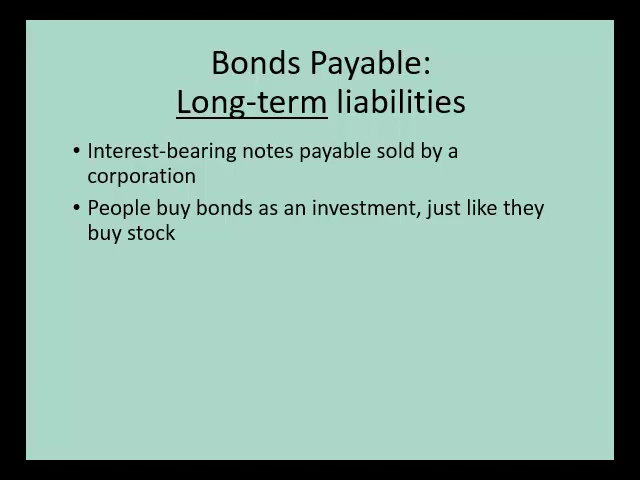 Bonds Payable:
Long-term liabilities
• Interest-bearing notes payable sold by a
corporation
• People buy bonds as an investment, just like they
buy stock